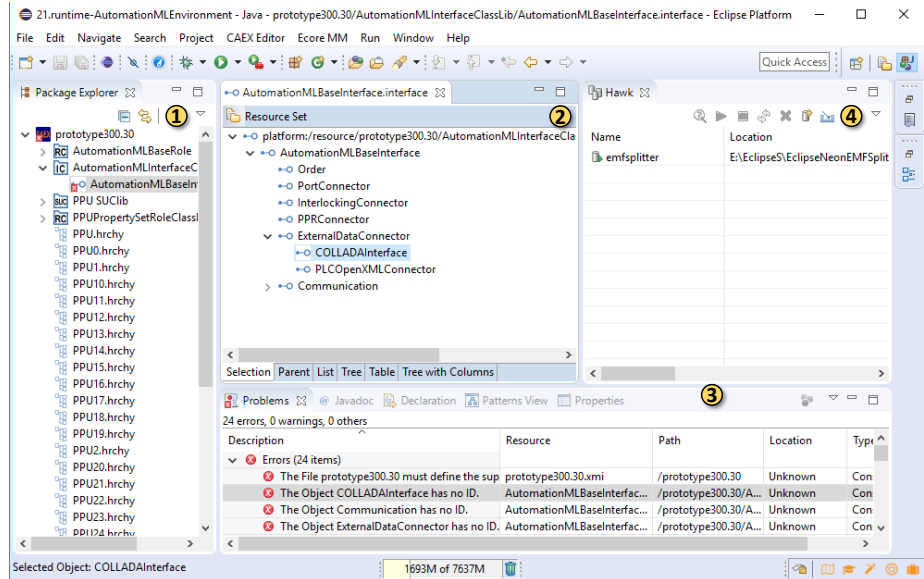 21.runtime-AutomationMLEnvironment - Java - prototype300.30/AutomationMLInterfaceClassLib/AutomationMLBaseInterface.interface - Eclipse Platform
File Edit Navigate Search Project CAEX Editor Ecore MM Run Window Help
Quick Access
Package Explorer
1
prototype300.30
RC AutomationMLBaseRole
IC AutomationMLInterfaceC
AutomationMLBaseIn
SUC PPU SUClib
RC PPUPropertySetRoleClassl
PPU.hrchy
PPU0.hrchy
PPU1.hrchy
PPU10.hrchy
PPU11.hrchy
PPU12.hrchy
PPU13.hrchy
PPU14.hrchy
PPU15.hrchy
PPU16.hrchy
PPU17.hrchy
PPU18.hrchy
PPU19.hrchy
PPU2.hrchy
PPU20.hrchy
PPU21.hrchy
PPU22.hrchy
PPU23.hrchy
PPU24.hrchy
AutomationMLBaseInterface.interface
Resource Set
2
platform:/resource/prototype300.30/AutomationMLInterfaceCla
AutomationMLBaseInterface
Order
PortConnector
InterlockingConnector
PPRConnector
ExternalDataConnector
COLLADAInterface
PLCOpenXMLConnector
Communication
Selection Parent List Tree Table Tree with Columns
Hawk
4
Name Location
emfsplitter E:\EclipseS\EclipseNeonEMFSplit
3
Problems @ Javadoc Declaration Patterns View Properties
24 errors, 0 warnings, 0 others
Description Resource Path Location Type
Errors (24 items)
The File prototype300.30 must define the sup prototype300.30.xmi /prototype300.30 Unknown Con
The Object COLLADAInterface has no ID. AutomationMLBaseInterfac... /prototype300.30/A... Unknown Con
The Object Communication has no ID. AutomationMLBaseInterfac... /prototype300.30/A... Unknown Con
The Object ExternalDataConnector has no ID. AutomationMLBaseInterfac... /prototype300.30/A... Unknown Con
Selected Object: COLLADAInterface
1693M of 7637M